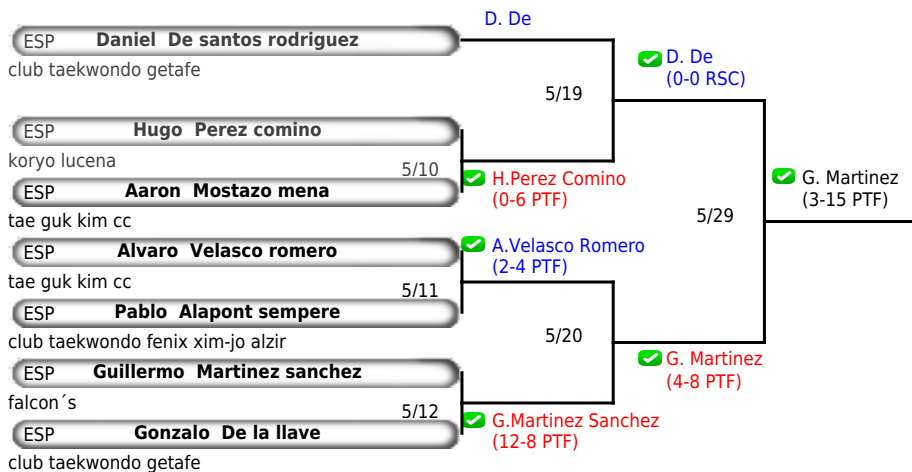 D. De
ESP Daniel De santos rodriguez
club taekwondo getafe
D. De
(0-0 RSC)
5/19
ESP Hugo Perez comino
koryo lucena
5/10
H.Perez Comino
(0-6 PTF)
ESP Aaron Mostazo mena
tae guk kim cc
G. Martinez
(3-15 PTF)
5/29
ESP Alvaro Velasco romero
tae guk kim cc
A.Velasco Romero
(2-4 PTF)
5/11
ESP Pablo Alapont sempere
club taekwondo fenix xim-jo alzir
5/20
G. Martinez
(4-8 PTF)
ESP Guillermo Martinez sanchez
falcon´s
5/12
G.Martinez Sanchez
(12-8 PTF)
ESP Gonzalo De la llave
club taekwondo getafe